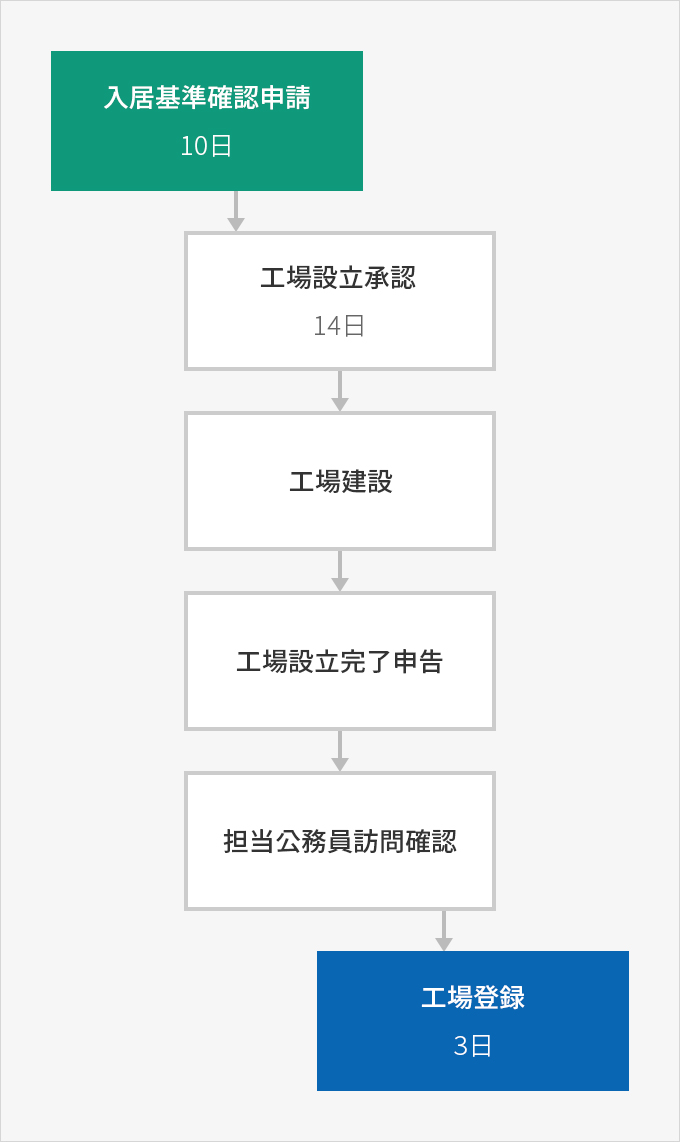 入居基準確認申請
10日
工場設立承認
14日
工場建設
工場設立完了申告
担当公務員訪問確認
工場登録
3日